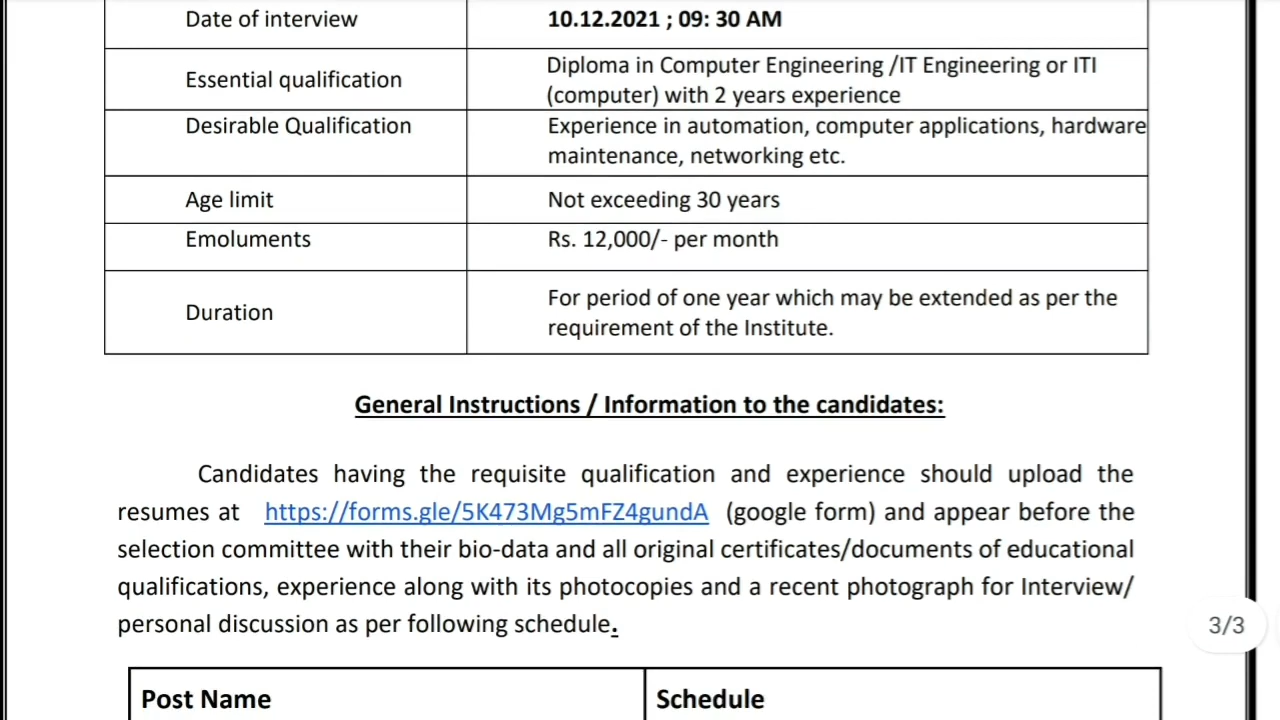 Date of interview
10.12.2021 ; 09: 30 AM
Essential qualification
Diploma in Computer Engineering /IT Engineering or ITI
(computer) with 2 years experience
Desirable Qualification
Experience in automation, computer applications, hardware
maintenance, networking etc.
Age limit
Not exceeding 30 years
Emoluments
Rs. 12,000/- per month
Duration
For period of one year which may be extended as per the
requirement of the Institute.
General Instructions / Information to the candidates:
Candidates having the requisite qualification and experience should upload the
resumes at https://forms.gle/5K473Mg5mFZ4gundA (google form) and appear before the
selection committee with their bio-data and all original certificates/documents of educational
qualifications, experience along with its photocopies and a recent photograph for Interview/
personal discussion as per following schedule.
3/3
Post Name
Schedule